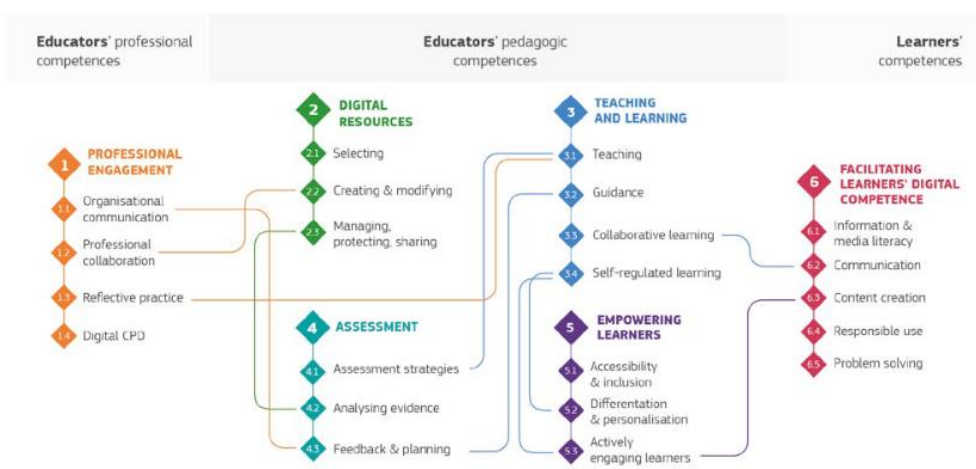 Educators' professional
competences
Educators' pedagogic
competences
Learners'
competences
1
PROFESSIONAL
ENGAGEMENT
1.1
Organisational
communication
1.2
Professional
collaboration
1.3
Reflective practice
1.4
Digital CPD
2
DIGITAL
RESOURCES
2.1
Selecting
2.2
Creating & modifying
2.3
Managing,
protecting, sharing
3
TEACHING
AND LEARNING
3.1
Teaching
3.2
Guidance
3.3
Collaborative learning
3.4
Self-regulated learning
4
ASSESSMENT
4.1
Assessment strategies
4.2
Analysing evidence
4.3
Feedback & planning
5
EMPOWERING
LEARNERS
5.1
Accessibility
& inclusion
5.2
Differentation
& personalisation
5.3
Actively
engaging learners
6
FACILITATING
LEARNERS' DIGITAL
COMPETENCE
6.1
Information &
media literacy
6.2
Communication
6.3
Content creation
6.4
Responsible use
6.5
Problem solving